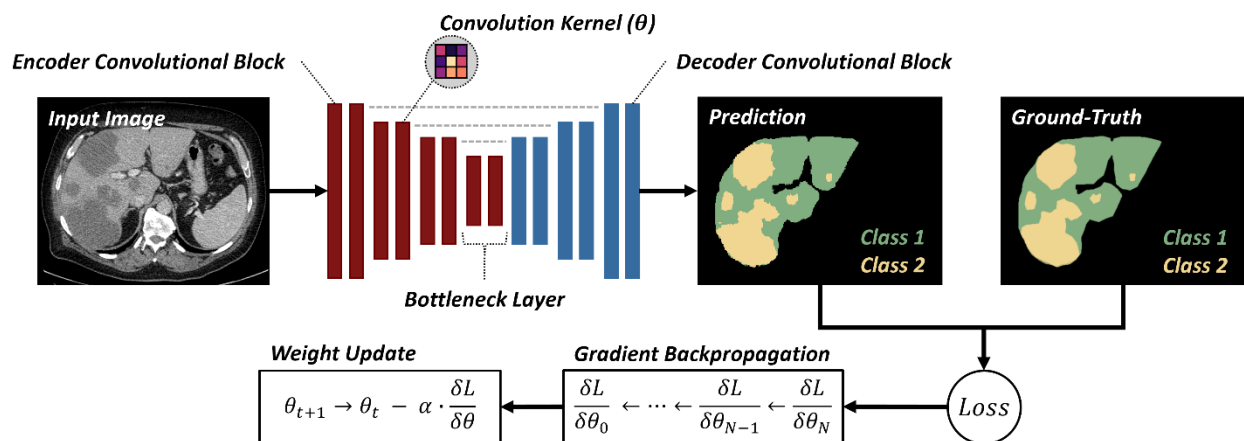 Convolution Kernel (θ)
Encoder Convolutional Block
Decoder Convolutional Block
Input Image
Prediction
Ground-Truth
Class 1
Class 2
Class 1
Class 2
Bottleneck Layer
Weight Update
Gradient Backpropagation
θ_{t+1} → θ_t − α · δL/δθ
δL/δθ_0 ← ⋯ ← δL/δθ_{N−1} ← δL/δθ_N
Loss